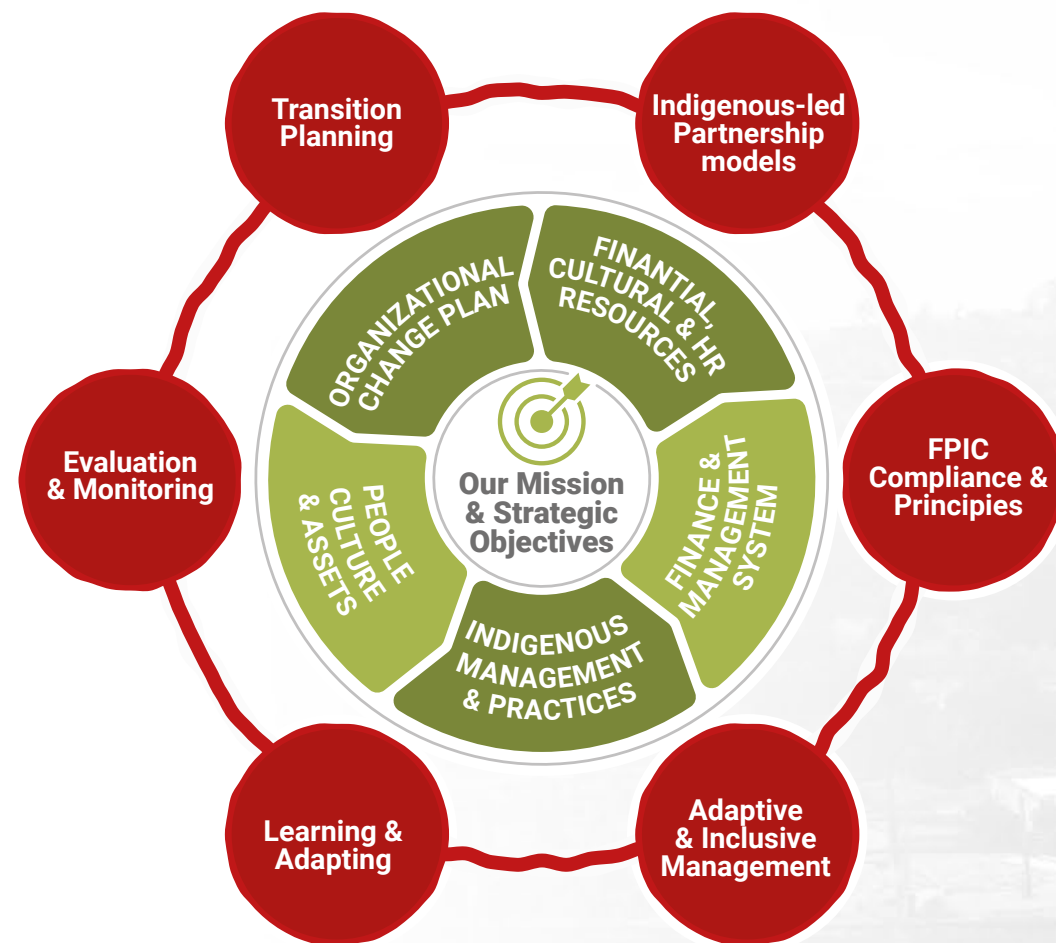 Transition
Planning
Indigenous-led
Partnership
models
FPIC
Compliance &
Principies
Adaptive
& Inclusive
Management
Learning &
Adapting
Evaluation
& Monitoring
ORGANIZATIONAL
CHANGE PLAN
FINANTIAL,
CULTURAL & HR
RESOURCES
FINANCE &
MANAGEMENT
SYSTEM
INDIGENOUS
MANAGEMENT
& PRACTICES
PEOPLE
CULTURE
& ASSETS
Our Mission
& Strategic
Objectives